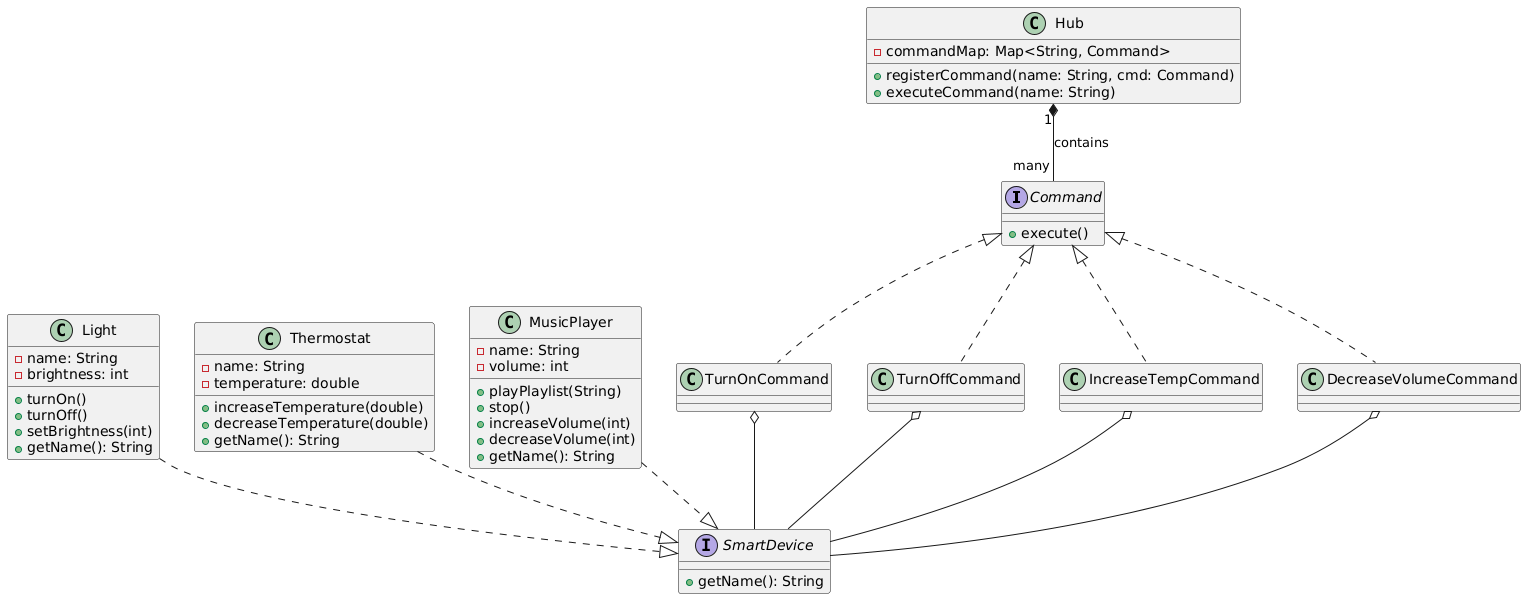 C Hub
commandMap: Map<String, Command>
registerCommand(name: String, cmd: Command)
executeCommand(name: String)
1
contains
many
I Command
execute()
C Light
name: String
brightness: int
turnOn()
turnOff()
setBrightness(int)
getName(): String
C Thermostat
name: String
temperature: double
increaseTemperature(double)
decreaseTemperature(double)
getName(): String
C MusicPlayer
name: String
volume: int
playPlaylist(String)
stop()
increaseVolume(int)
decreaseVolume(int)
getName(): String
C TurnOnCommand
C TurnOffCommand
C IncreaseTempCommand
C DecreaseVolumeCommand
I SmartDevice
getName(): String